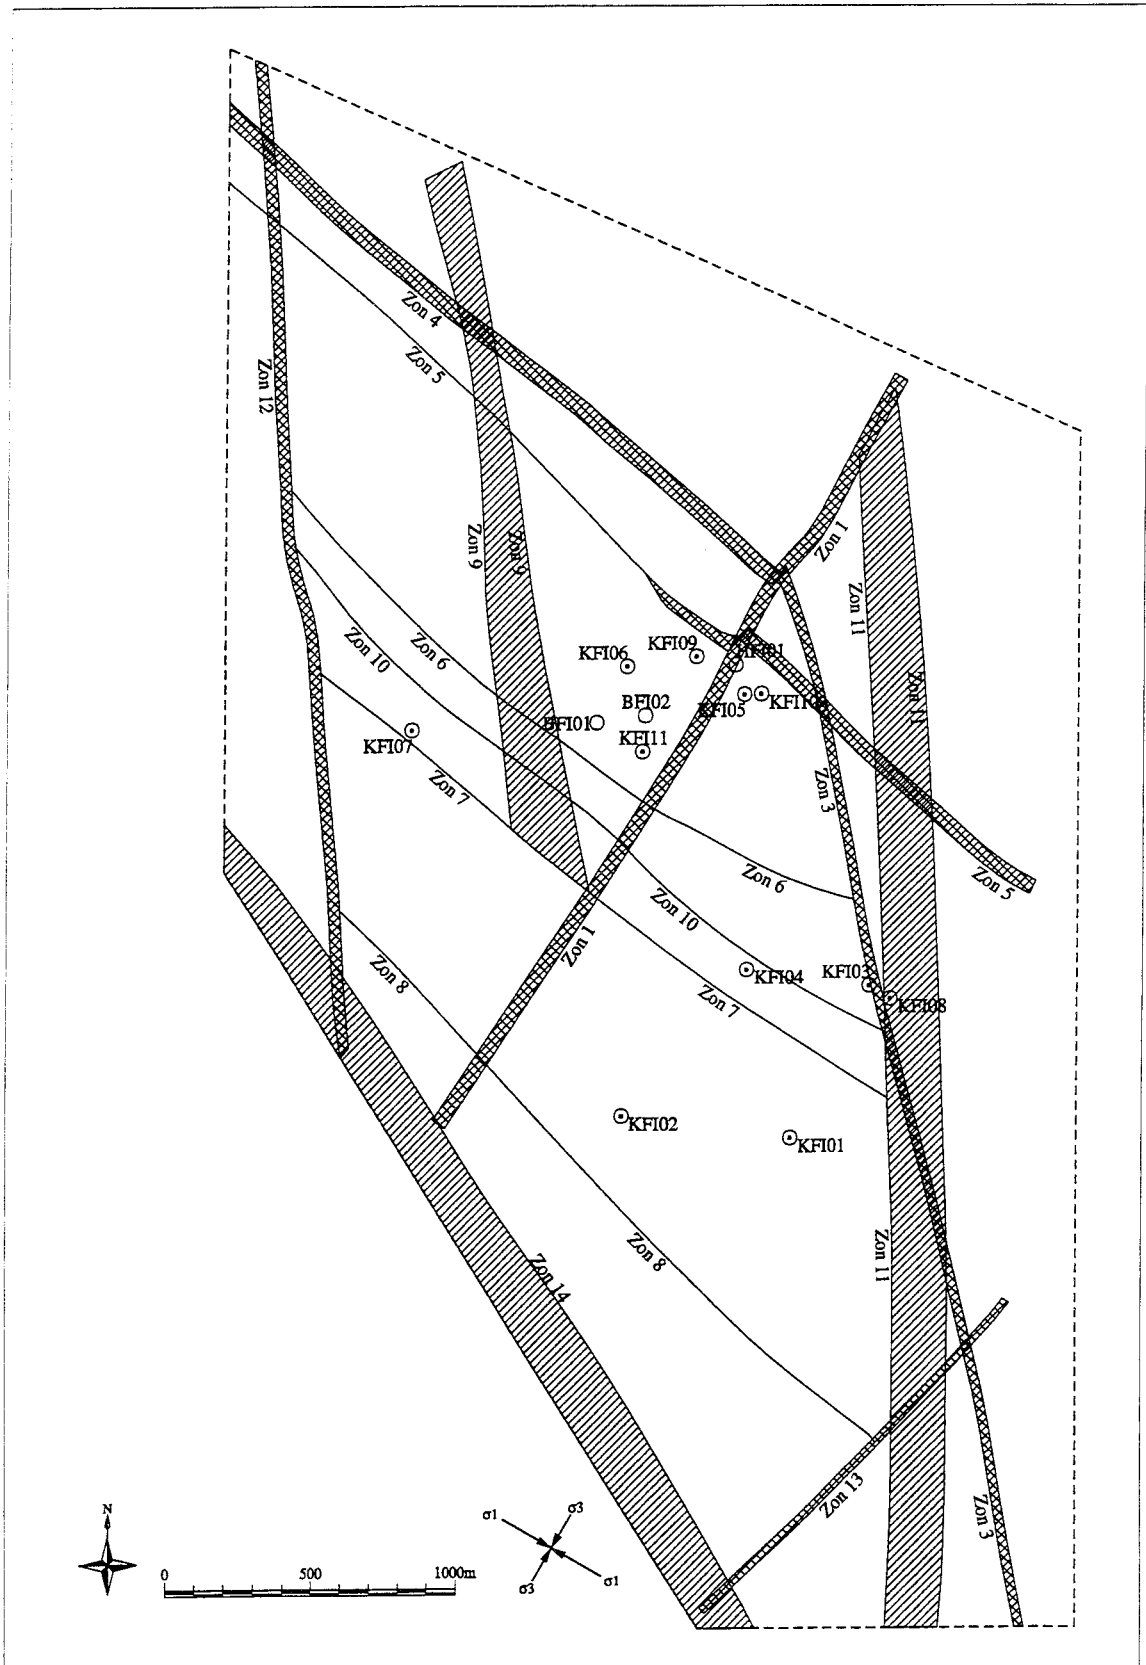 Zon 4
Zon 5
Zon 12
Zon 9
Zon 9
Zon 1
Zon 11
Zon 10
Zon 6
KFI06
KFI09
KFI05
BFI02
BFI01
KFI11
KFI07
Zon 11
Zon 7
Zon 3
Zon 6
Zon 5
Zon 10
Zon 1
Zon 8
KFI04
KFI03
KFI08
Zon 7
KFI02
KFI01
Zon 8
Zon 11
Zon 14
Zon 13
Zon 3
N
σ1
σ3
σ3
σ1
0 500 1000m